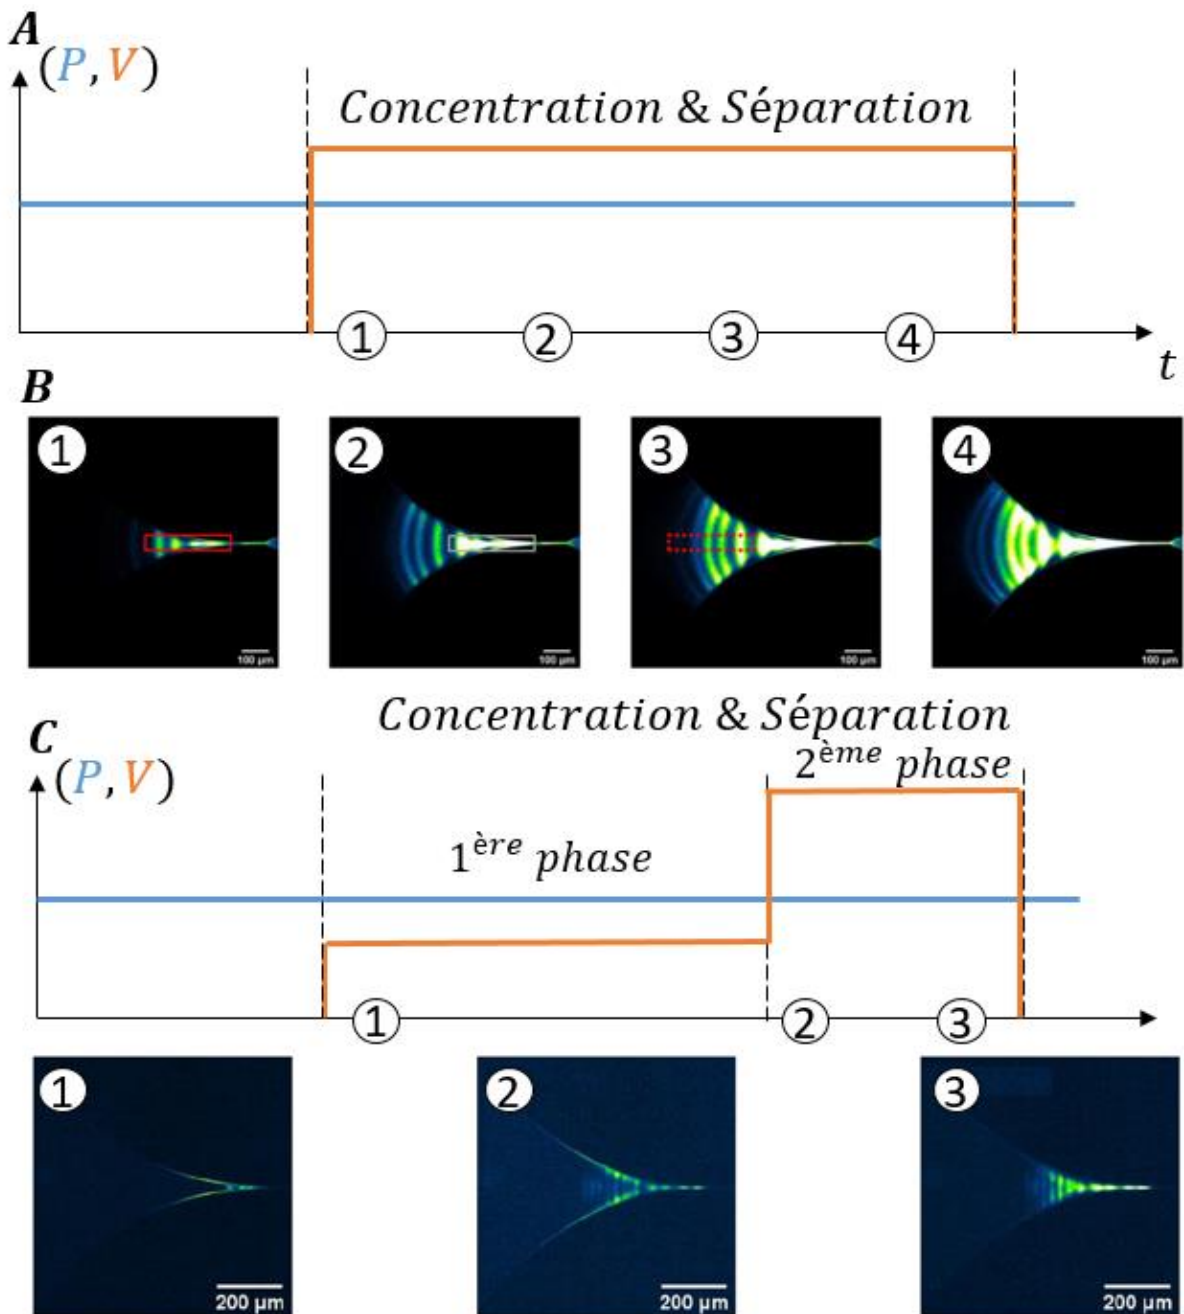 A
(P, V)
Concentration & Séparation
1
2
3
4
t
B
1
2
3
4
100 µm
100 µm
100 µm
100 µm
Concentration & Séparation
C
(P, V)
2ème phase
1ère phase
1
2
3
1
2
3
200 µm
200 µm
200 µm